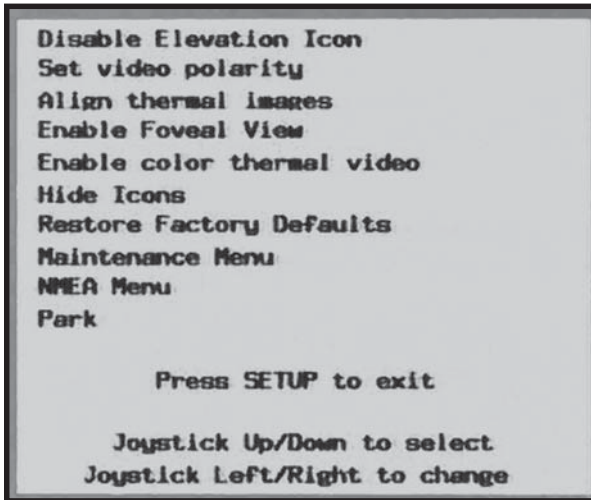 Disable Elevation Icon
Set video polarity
Align thermal images
Enable Foveal View
Enable color thermal video
Hide Icons
Restore Factory Defaults
Maintenance Menu
NMEA Menu
Park
Press SETUP to exit
Joystick Up/Down to select
Joystick Left/Right to change